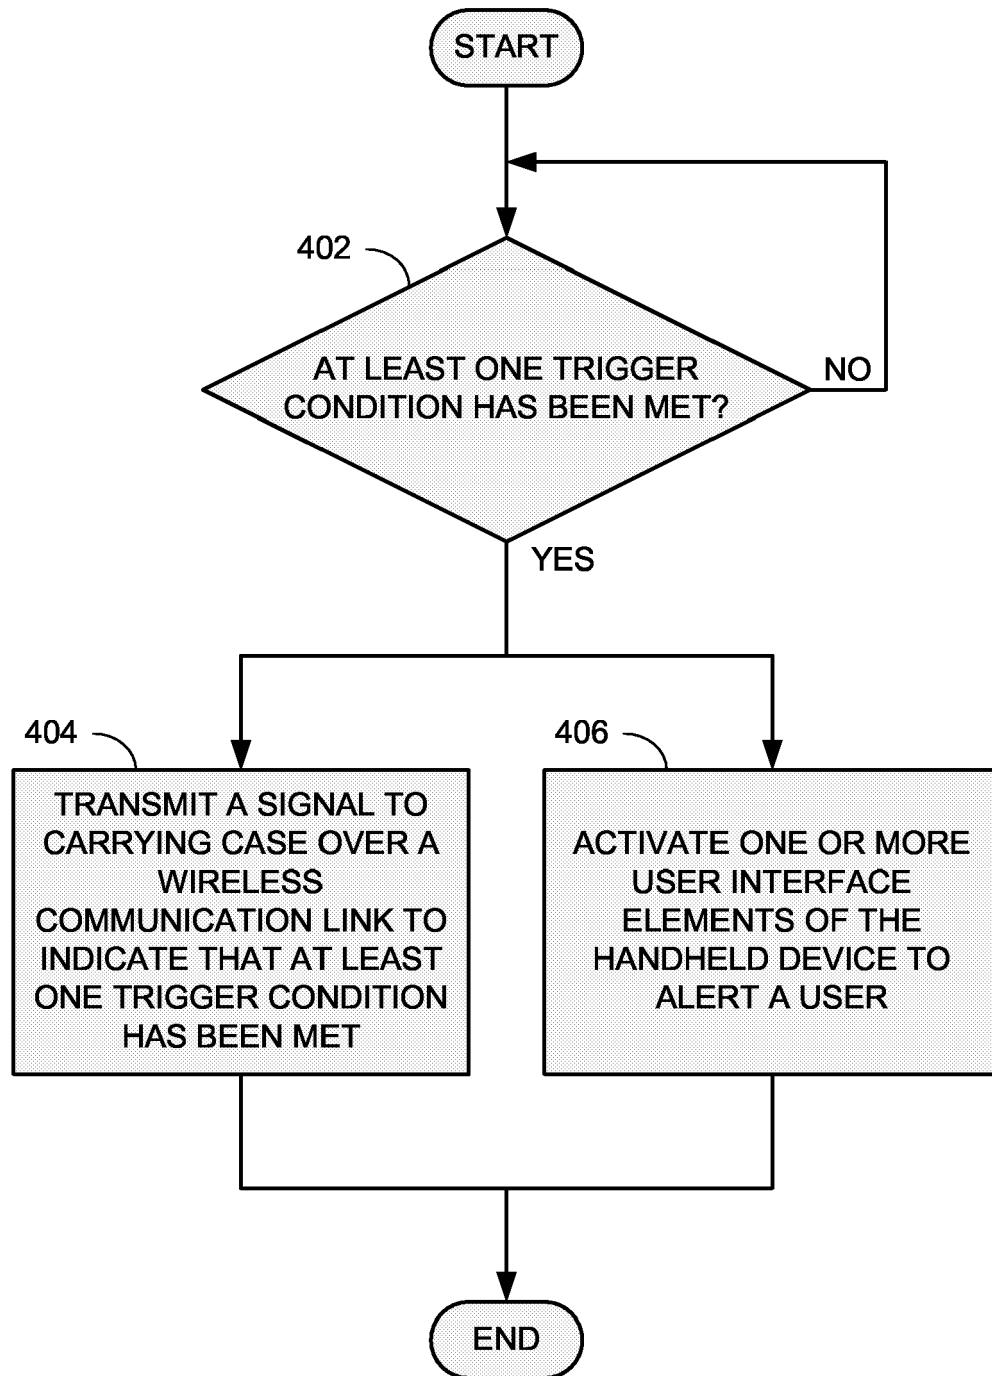 START
402
AT LEAST ONE TRIGGER
CONDITION HAS BEEN MET?
NO
YES
404
TRANSMIT A SIGNAL TO
CARRYING CASE OVER A
WIRELESS
COMMUNICATION LINK TO
INDICATE THAT AT LEAST
ONE TRIGGER CONDITION
HAS BEEN MET
406
ACTIVATE ONE OR MORE
USER INTERFACE
ELEMENTS OF THE
HANDHELD DEVICE TO
ALERT A USER
END